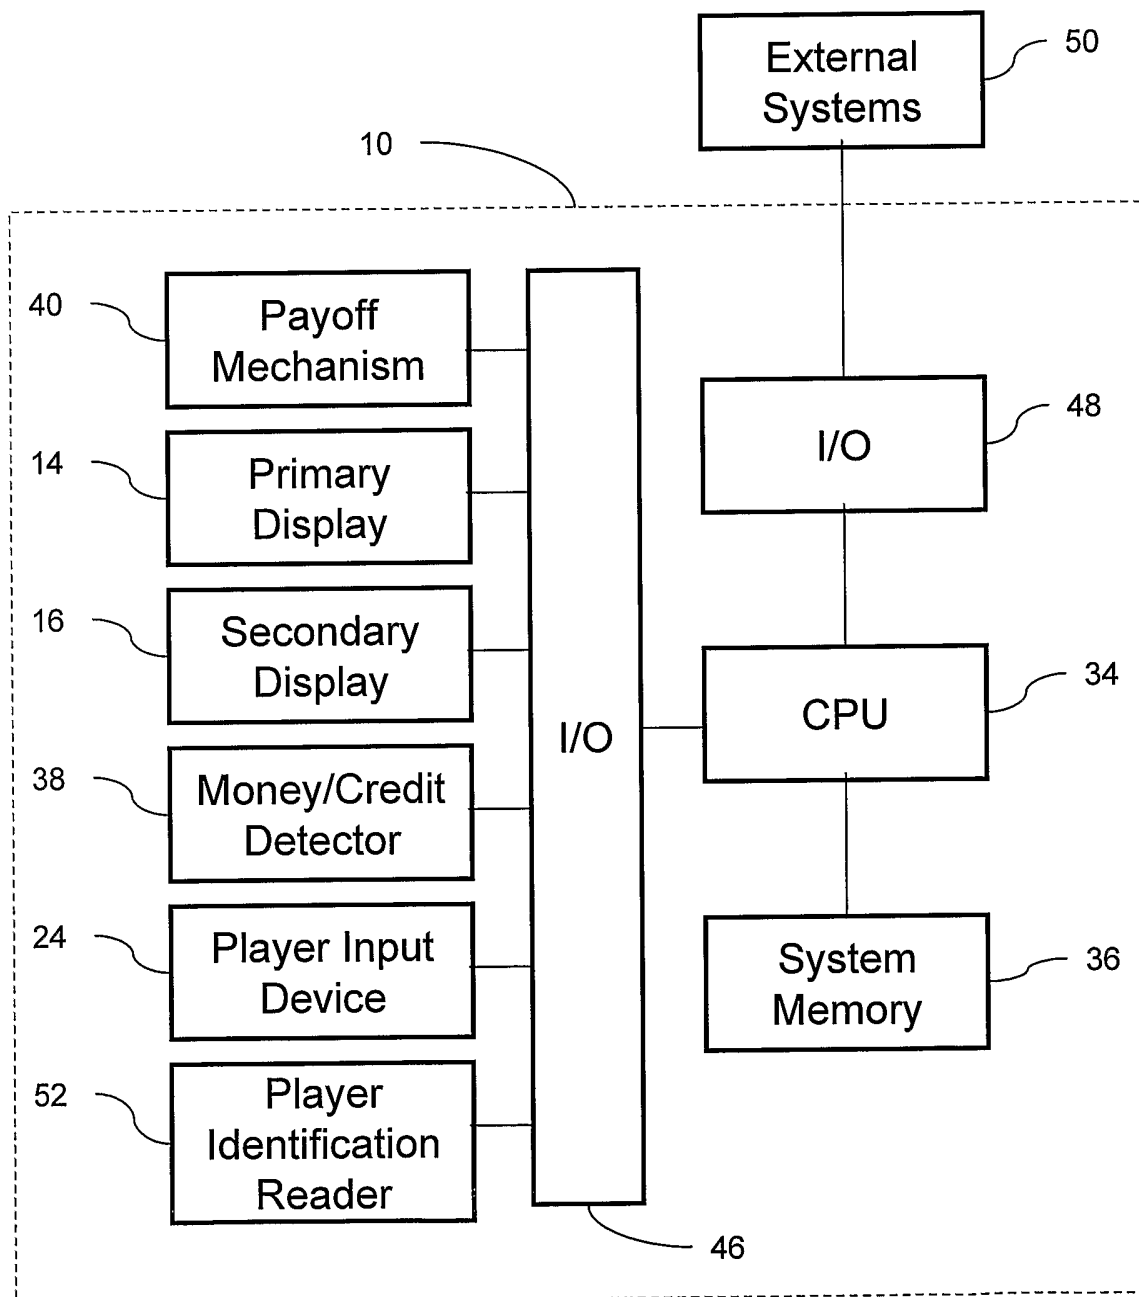 External
Systems
50
10
40
Payoff
Mechanism
14
Primary
Display
16
Secondary
Display
38
Money/Credit
Detector
24
Player Input
Device
52
Player
Identification
Reader
I/O
46
I/O
48
CPU
34
System
Memory
36